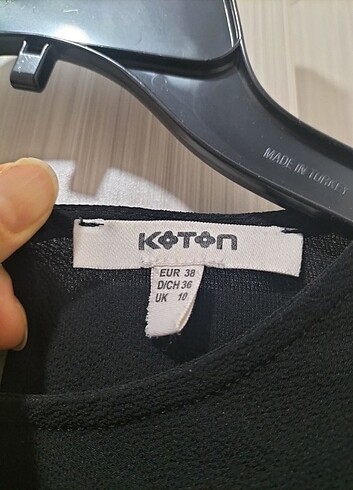 MADE IN TURKEY
KOTON
EUR 38
D/CH 36
UK 10